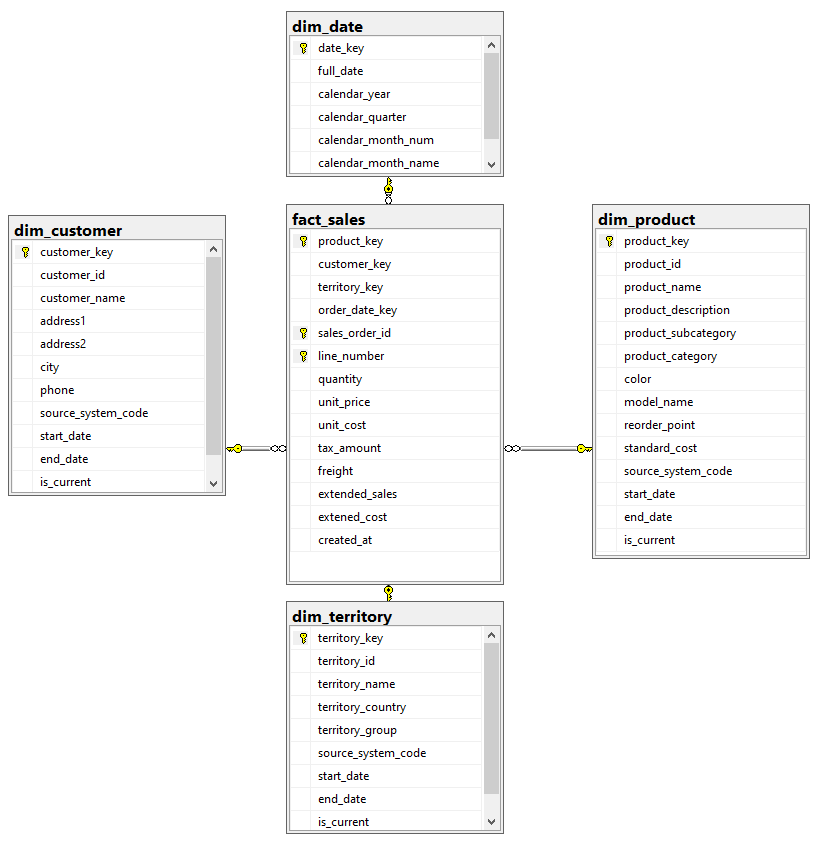 dim_date
date_key
full_date
calendar_year
calendar_quarter
calendar_month_num
calendar_month_name
dim_customer
customer_key
customer_id
customer_name
address1
address2
city
phone
source_system_code
start_date
end_date
is_current
fact_sales
product_key
customer_key
territory_key
order_date_key
sales_order_id
line_number
quantity
unit_price
unit_cost
tax_amount
freight
extended_sales
extened_cost
created_at
dim_product
product_key
product_id
product_name
product_description
product_subcategory
product_category
color
model_name
reorder_point
standard_cost
source_system_code
start_date
end_date
is_current
dim_territory
territory_key
territory_id
territory_name
territory_country
territory_group
source_system_code
start_date
end_date
is_current